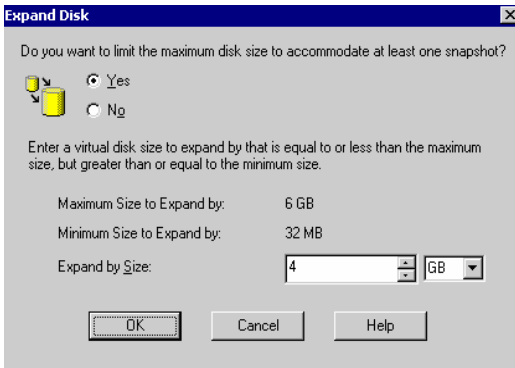 Expand Disk
Do you want to limit the maximum disk size to accommodate at least one snapshot?
Yes
No
Enter a virtual disk size to expand by that is equal to or less than the maximum
size, but greater than or equal to the minimum size.
Maximum Size to Expand by: 6 GB
Minimum Size to Expand by: 32 MB
Expand by Size: 4 GB
OK Cancel Help